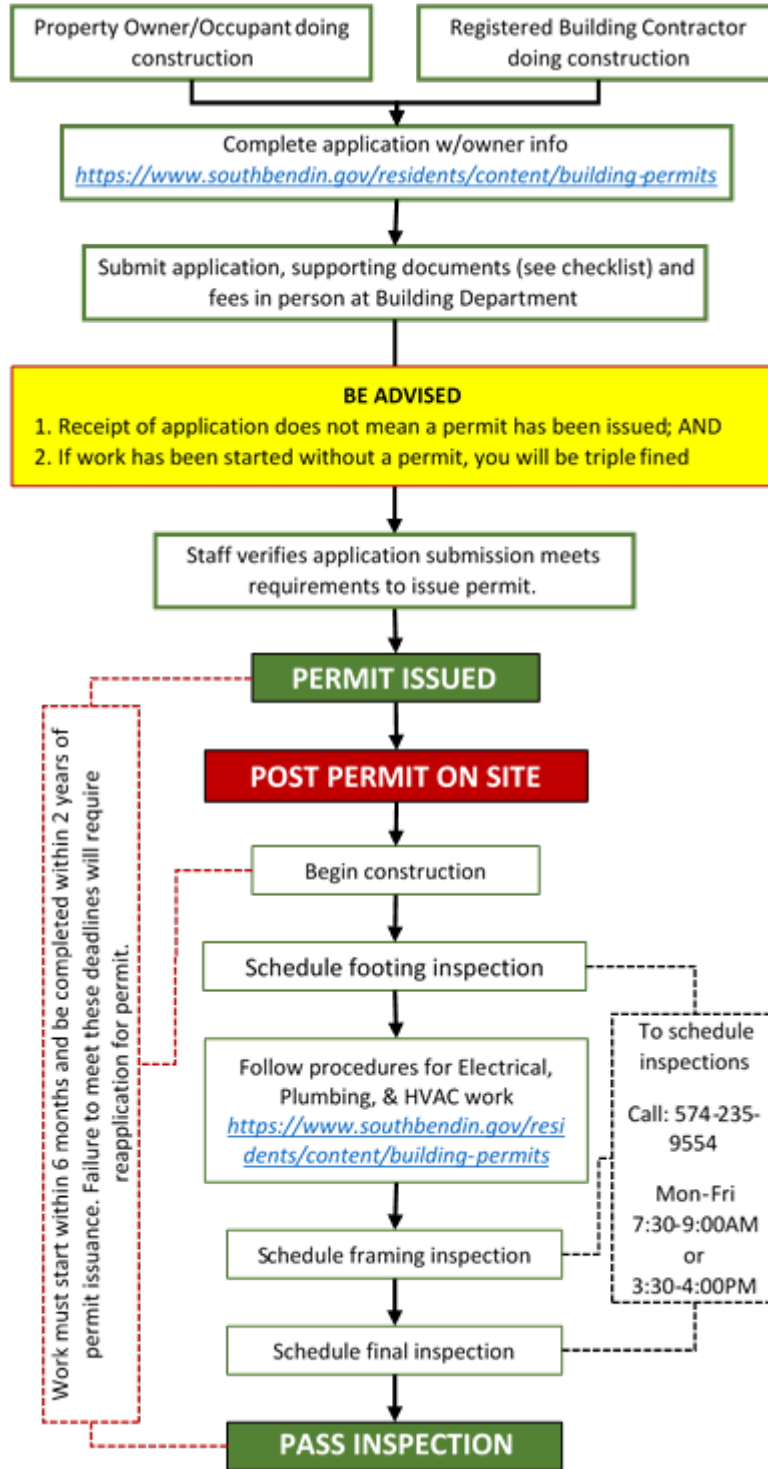 Property Owner/Occupant doing
construction
Registered Building Contractor
doing construction
Complete application w/owner info
https://www.southbendin.gov/residents/content/building-permits
Submit application, supporting documents (see checklist) and
fees in person at Building Department
BE ADVISED
1. Receipt of application does not mean a permit has been issued; AND
2. If work has been started without a permit, you will be triple fined
Staff verifies application submission meets
requirements to issue permit.
PERMIT ISSUED
POST PERMIT ON SITE
Begin construction
Schedule footing inspection
Follow procedures for Electrical,
Plumbing, & HVAC work
https://www.southbendin.gov/resi
dents/content/building-permits
Schedule framing inspection
Schedule final inspection
PASS INSPECTION
Work must start within 6 months and be completed within 2 years of
permit issuance. Failure to meet these deadlines will require
reapplication for permit.
To schedule
inspections
Call: 574-235-
9554
Mon-Fri
7:30-9:00AM
or
3:30-4:00PM